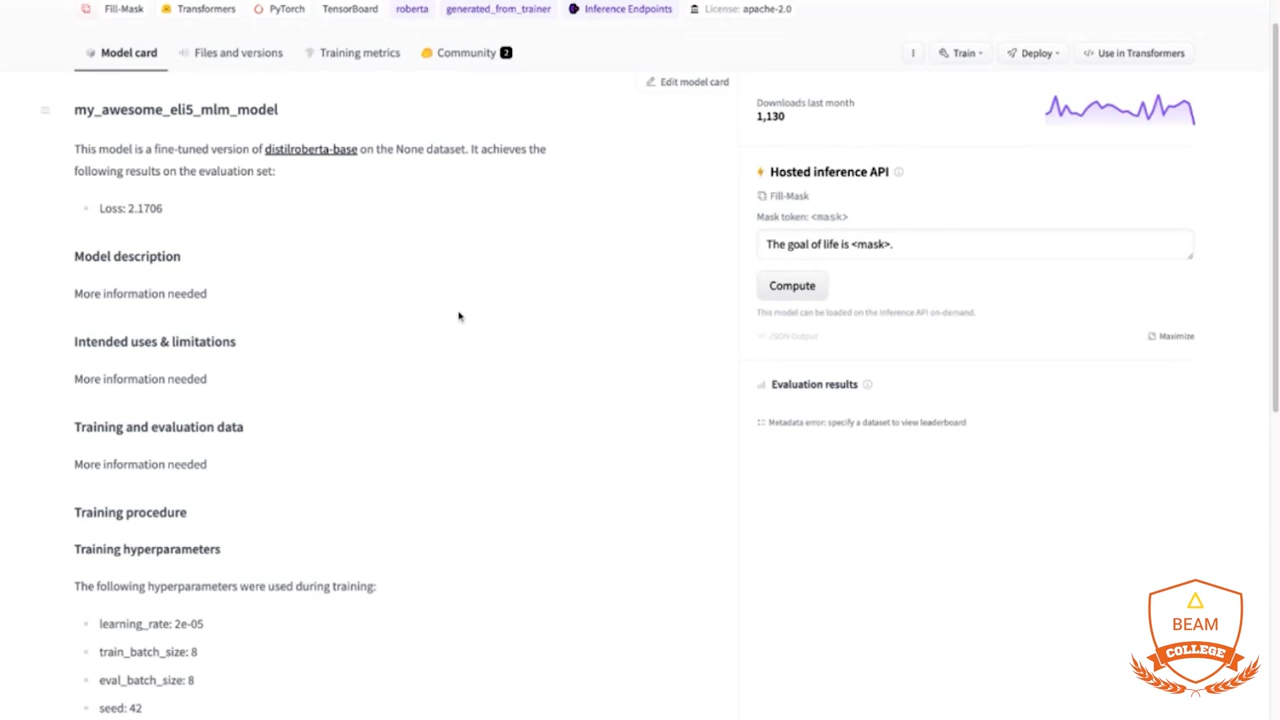 Fill-Mask Transformers PyTorch TensorBoard roberta generated_from_trainer Inference Endpoints License: apache-2.0
Model card Files and versions Training metrics Community 2 Train Deploy Use in Transformers
Edit model card
my_awesome_eli5_mlm_model
This model is a fine-tuned version of distilroberta-base on the None dataset. It achieves the
following results on the evaluation set:
Loss: 2.1706
Model description
More information needed
Intended uses & limitations
More information needed
Training and evaluation data
More information needed
Training procedure
Training hyperparameters
The following hyperparameters were used during training:
learning_rate: 2e-05
train_batch_size: 8
eval_batch_size: 8
seed: 42
Downloads last month
1,130
Hosted inference API
Fill-Mask
Mask token: <mask>
The goal of life is <mask>.
Compute
This model can be loaded on the Inference API on-demand.
JSON Output Maximize
Evaluation results
Metadata error: specify a dataset to view leaderboard
BEAM
COLLEGE